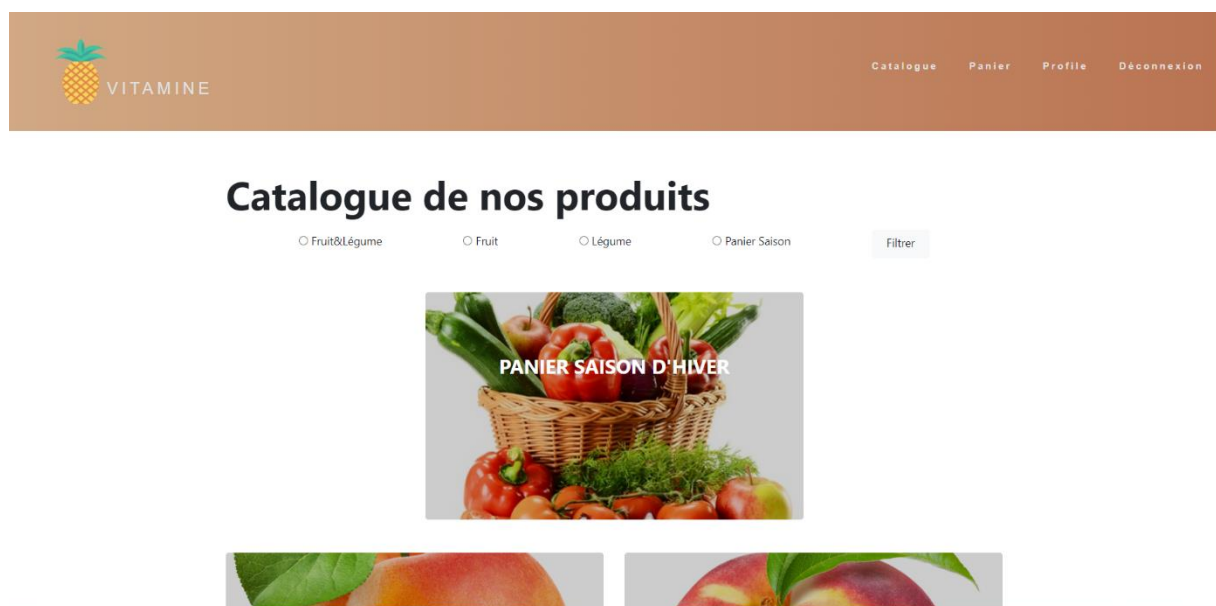 VITAMINE
Catalogue Panier Profile Déconnexion
Catalogue de nos produits
Fruit&Légume Fruit Légume Panier Saison Filtrer
PANIER SAISON D'HIVER